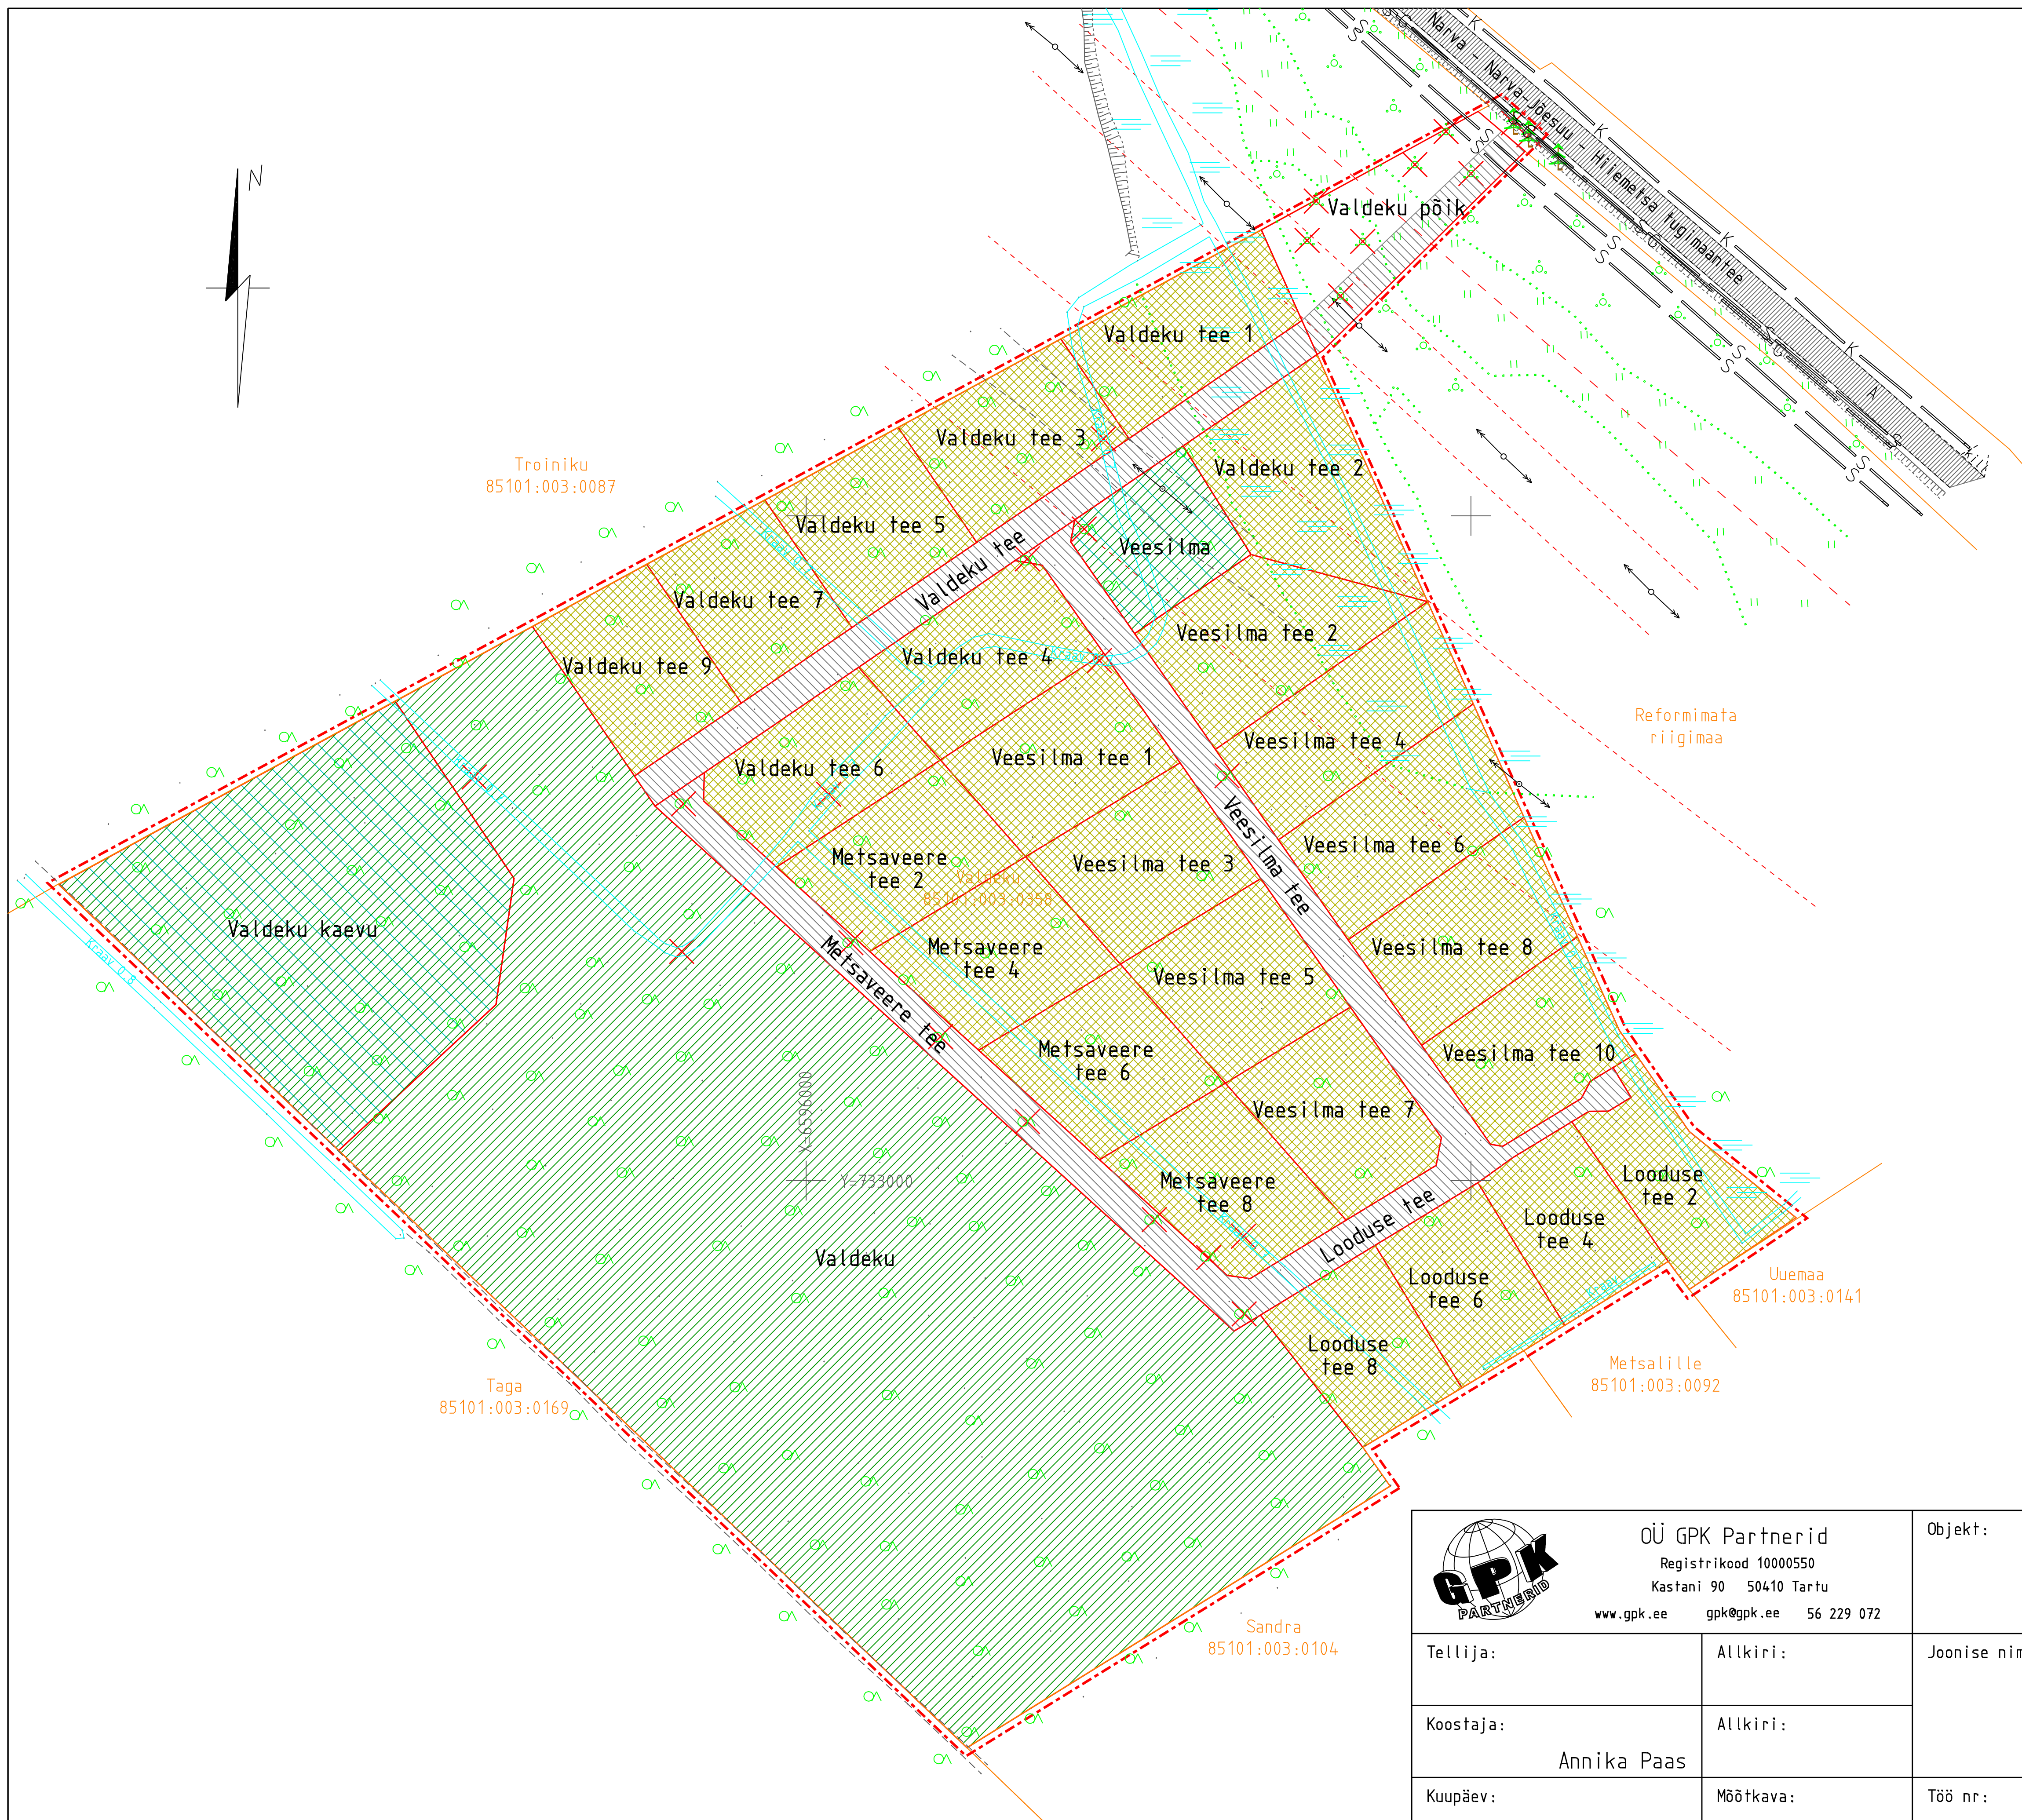 Narva - Narva-Jõesuu - Hiiemetsa tugimaantee
N
Valdeku põik
Valdeku tee 1
Valdeku tee 3
Valdeku tee 2
Troiniku
85101:003:0087
Valdeku tee 5
Valdeku tee
Veesilma
Valdeku tee 7
Veesilma tee 2
Valdeku tee 4
Valdeku tee 9
Reformimata
riigimaa
Veesilma tee 4
Veesilma tee 1
Valdeku tee 6
Veesilma tee
Veesilma tee 6
Metsaveere
tee 2
Veesilma tee 3
Valdeku
85101:003:0358
Valdeku kaevu
Kraav 0.8
Metsaveere tee
Metsaveere
tee 4
Veesilma tee 8
Veesilma tee 5
Metsaveere
tee 6
Veesilma tee 10
X=6596000
Y=733000
Veesilma tee 7
Metsaveere
tee 8
Looduse
tee 2
Looduse tee
Looduse
tee 4
Valdeku
Looduse
tee 6
Kraav
Uuemaa
85101:003:0141
Looduse
tee 8
Metsalille
85101:003:0092
Taga
85101:003:0169
Sandra
85101:003:0104
GPK
PARTNERID
OÜ GPK Partnerid
Registrikood 10000550
Kastani 90 50410 Tartu
www.gpk.ee gpk@gpk.ee 56 229 072
Objekt:
Tellija:
Allkiri:
Joonise nim
Koostaja:
Annika Paas
Allkiri:
Kuupäev:
Mõõtkava:
Töö nr: